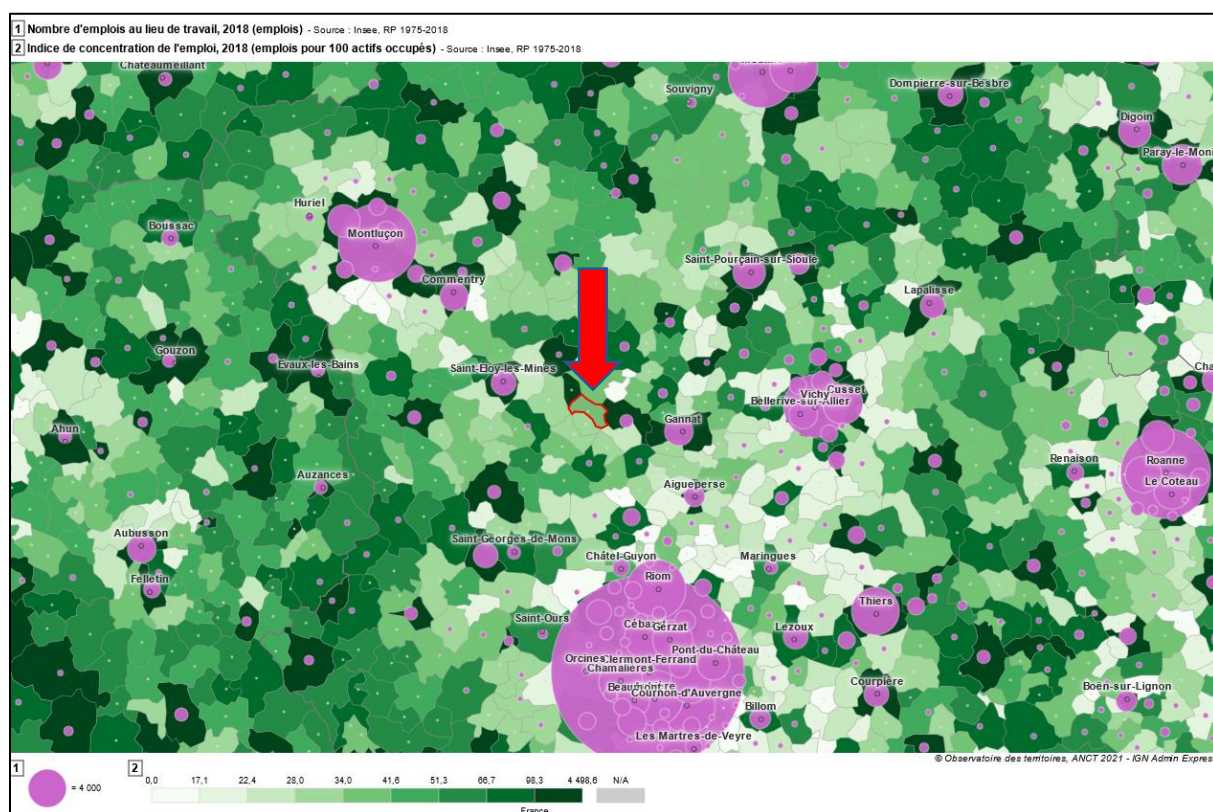 1 Nombre d'emplois au lieu de travail, 2018 (emplois) - Source : Insee, RP 1975-2018
2 Indice de concentration de l'emploi, 2018 (emplois pour 100 actifs occupés) - Source : Insee, RP 1975-2018
Châteaumeillant
Souvigny
Dompierre-sur-Besbre
Digoin
Paray-le-Moni
Huriel
Boussac
Montluçon
Commentry
Saint-Pourçain-sur-Sioule
Lapalisse
Gouzon
Évaux-les-Bains
Saint-Éloy-les-Mines
Cha
Cusset
Vichy
Bellerive-sur-Allier
Ahun
Gannat
Renaison
Roanne
Le Coteau
Auzances
Aigueperse
Aubusson
Saint-Georges-de-Mons
Châtel-Guyon
Maringues
Felletin
Riom
Thiers
Saint-Ours
Gerzat
Lezoux
Pont-du-Château
Orcines
Clermont-Ferrand
Chamalières
Courpière
Boën-sur-Lignon
Cournon-d'Auvergne
Billom
Les Martres-de-Veyre
© Observatoire des territoires, ANCT 2021 - IGN Admin Expres
1 2
0,0 17,1 22,4 28,0 34,0 41,6 51,3 66,7 98,3 4 498,6 N/A
= 4 000
France